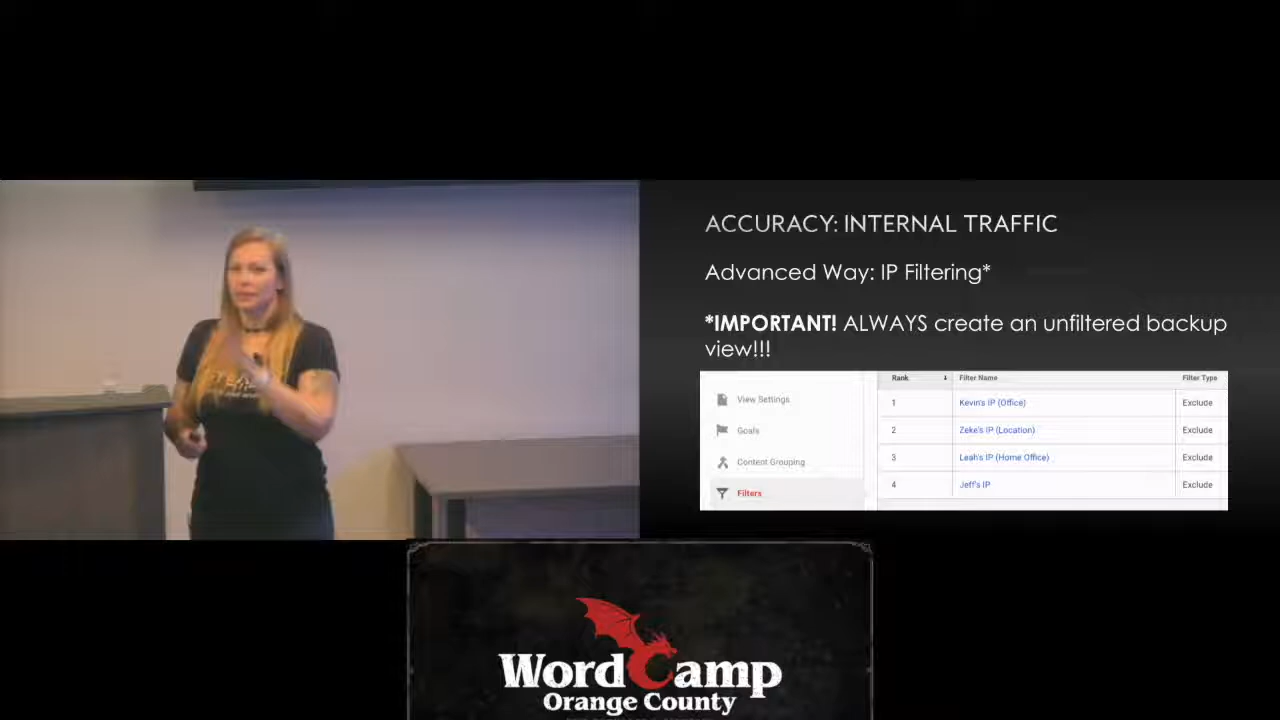 ACCURACY: INTERNAL TRAFFIC
Advanced Way: IP Filtering*
*IMPORTANT! ALWAYS create an unfiltered backup
view!!!
Rank Filter Name Filter Type
View Settings
1 Kevin's IP (Office) Exclude
Goals
2 Zeke's IP (Location) Exclude
Content Grouping
3 Leah's IP (Home Office) Exclude
Filters
4 Jeff's IP Exclude
WordCamp
Orange County